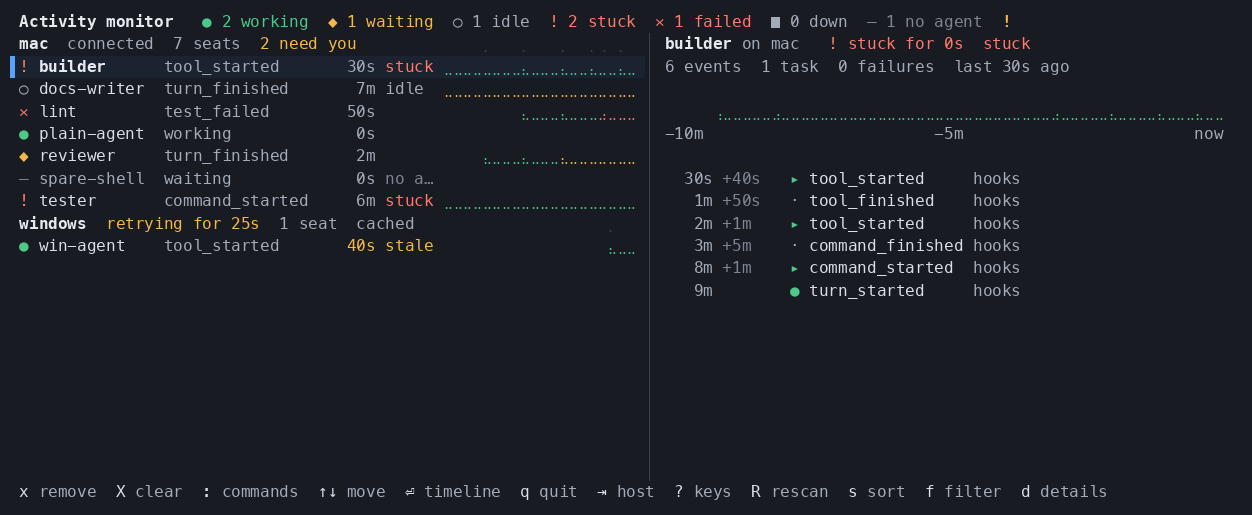 Activity monitor   ● 2 working  ◆ 1 waiting  ○ 1 idle  ! 2 stuck  ✕ 1 failed  ■ 0 down  – 1 no agent  !
mac  connected  7 seats  2 need you
! builder  tool_started  30s stuck
○ docs-writer  turn_finished  7m idle
✕ lint  test_failed  50s
● plain-agent  working  0s
◆ reviewer  turn_finished  2m
– spare-shell  waiting  0s no a…
! tester  command_started  6m stuck
windows  retrying for 25s  1 seat  cached
● win-agent  tool_started  40s stale
builder on mac   ! stuck for 0s  stuck
6 events  1 task  0 failures  last 30s ago
-10m  -5m  now
30s +40s  ▸ tool_started  hooks
1m +50s  · tool_finished  hooks
2m +1m  ▸ tool_started  hooks
3m +5m  · command_finished hooks
8m +1m  ▸ command_started  hooks
9m  ● turn_started  hooks
x remove  X clear  : commands  ↑↓ move  ⏎ timeline  q quit  ⇥ host  ? keys  R rescan  s sort  f filter  d details